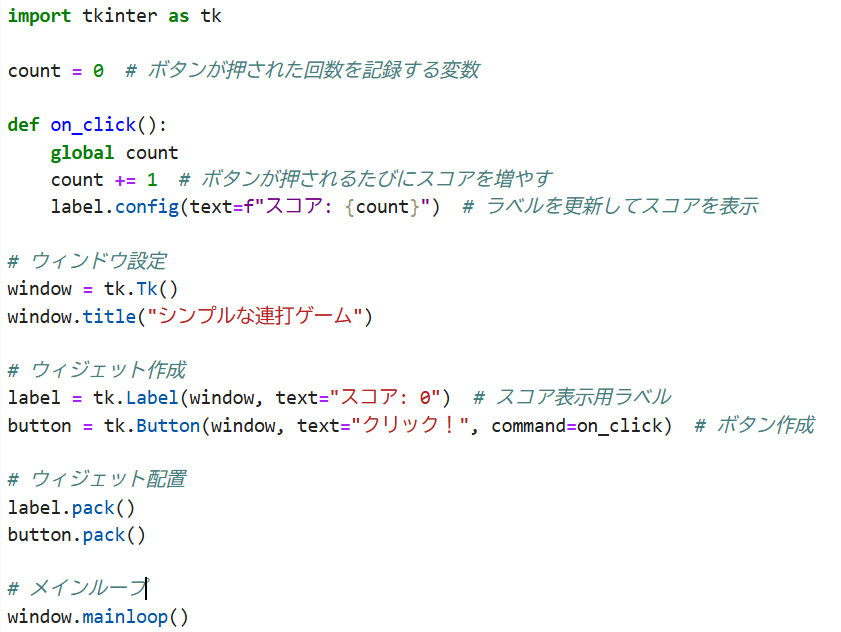 import tkinter as tk
count = 0  # ボタンが押された回数を記録する変数
def on_click():
    global count
    count += 1  # ボタンが押されるたびにスコアを増やす
    label.config(text=f"スコア: {count}")  # ラベルを更新してスコアを表示
# ウィンドウ設定
window = tk.Tk()
window.title("シンプルな連打ゲーム")
# ウィジェット作成
label = tk.Label(window, text="スコア: 0")  # スコア表示用ラベル
button = tk.Button(window, text="クリック！", command=on_click)  # ボタン作成
# ウィジェット配置
label.pack()
button.pack()
# メインループ
window.mainloop()